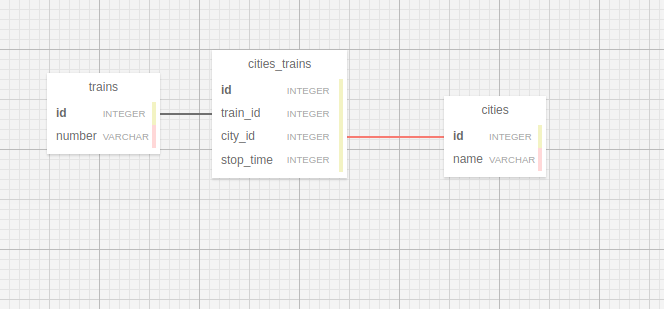 trains
id INTEGER
number VARCHAR
cities_trains
id INTEGER
train_id INTEGER
city_id INTEGER
stop_time INTEGER
cities
id INTEGER
name VARCHAR